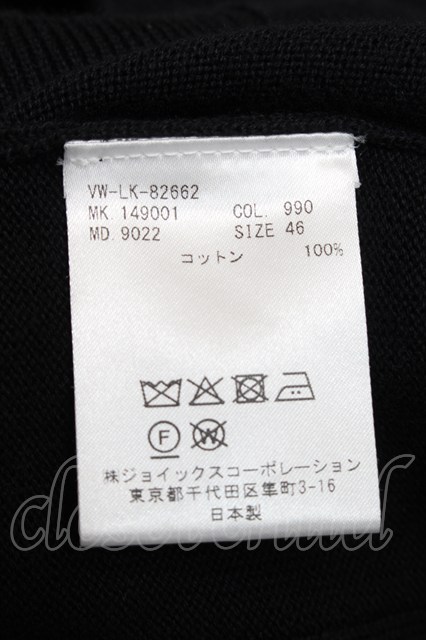 VW-LK-82662
MK. 149001 COL. 990
MD. 9022 SIZE 46
コットン 100%
F W
㈱ジョイックスコーポレーション
東京都千代田区隼町3-16
日本製
closetchild